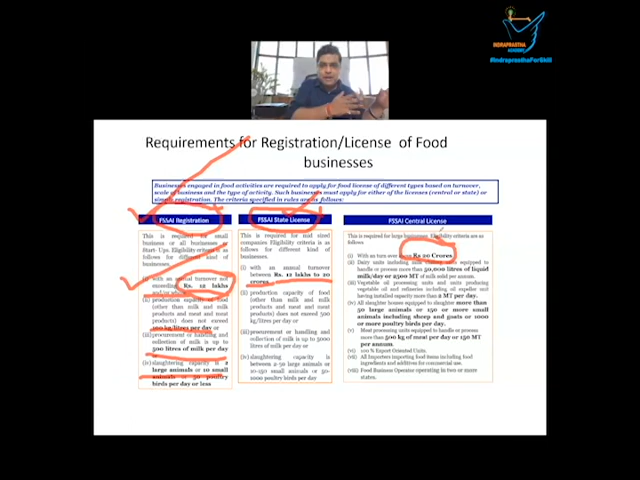 INDRAPRASTHA
ACADEMY
#IndraprasthaForSkill
Requirements for Registration/License of Food
businesses
Businesses engaged in food activities are required to apply for food license of different types based on turnover,
scale of business and the type of activity. Such businesses must apply for either of the licenses (central or state) or
simply registration. The criteria specified in rules are as follows:
FSSAI Registration
This is required for small
business or all businesses or
Start-Ups. Eligibility criteria is as
follows for different kind of
businesses.
(i) with an annual turnover not
exceeding Rs. 12 lakhs
and/or whose
(ii) production capacity of food
(other than milk and milk
products and meat and meat
products) does not exceed
100 kg/litres per day or
(iii) procurement or handling and
collection of milk is up to
500 litres of milk per day
(iv) slaughtering capacity is 2
large animals or 10 small
animals or 50 poultry
birds per day or less
FSSAI State License
This is required for mid sized
companies Eligibility criteria is as
follows for different kind of
businesses.
(i) with an annual turnover
between Rs. 12 lakhs to 20
crores.
(ii) production capacity of food
(other than milk and milk
products and meat and meat
products does not exceed 500
kg/litres per day or
(iii) procurement or handling and
collection of milk is up to 5000
litres of milk per day or
(iv) slaughtering capacity is
between 2-50 large animals or
10-150 small animals or 50-
1000 poultry birds per day
FSSAI Central License
This is required for large businesses. Eligibility criteria are as
follows
(i) With an turn over above Rs 20 Crores.
(ii) Dairy units including milk chilling units equipped to
handle or process more than 50,000 litres of liquid
milk/day or 2500 MT of milk solid per annum.
(iii) Vegetable oil processing units and units producing
vegetable oil and refineries including oil expeller unit
having installed capacity more than 2 MT per day.
(iv) All slaughter houses equipped to slaughter more than
50 large animals or 150 or more small
animals including sheep and goats or 1000
or more poultry birds per day.
(v) Meat processing units equipped to handle or process
more than 500 kg of meat per day or 150 MT
per annum.
(vi) 100 % Export Oriented Units.
(vii) All Importers importing food items including food
ingredients and additives for commercial use.
(viii) Food Business Operator operating in two or more
states.